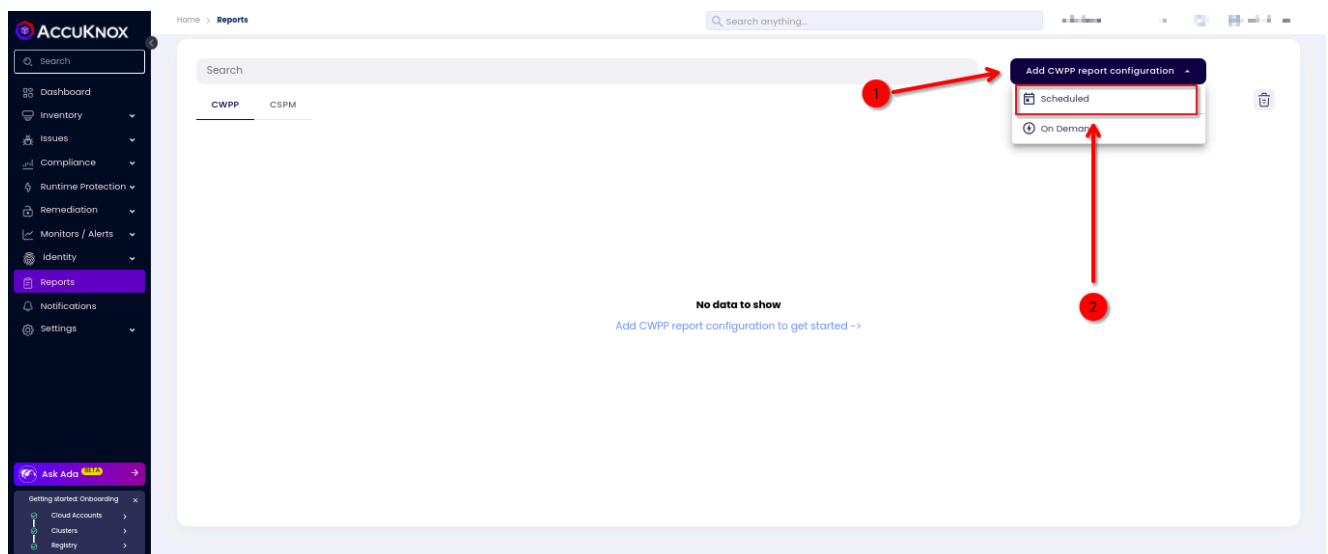 ACCUKNOX
Search
Dashboard
Inventory
Issues
Compliance
Runtime Protection
Remediation
Monitors / Alerts
Identity
Reports
Notifications
Settings
Ask Ada BETA
Getting started: Onboarding
Cloud Accounts
Clusters
Registry
Home > Reports
Search anything...
Search
Add CWPP report configuration
CWPP CSPM
Scheduled
On Deman
1
2
No data to show
Add CWPP report configuration to get started ->